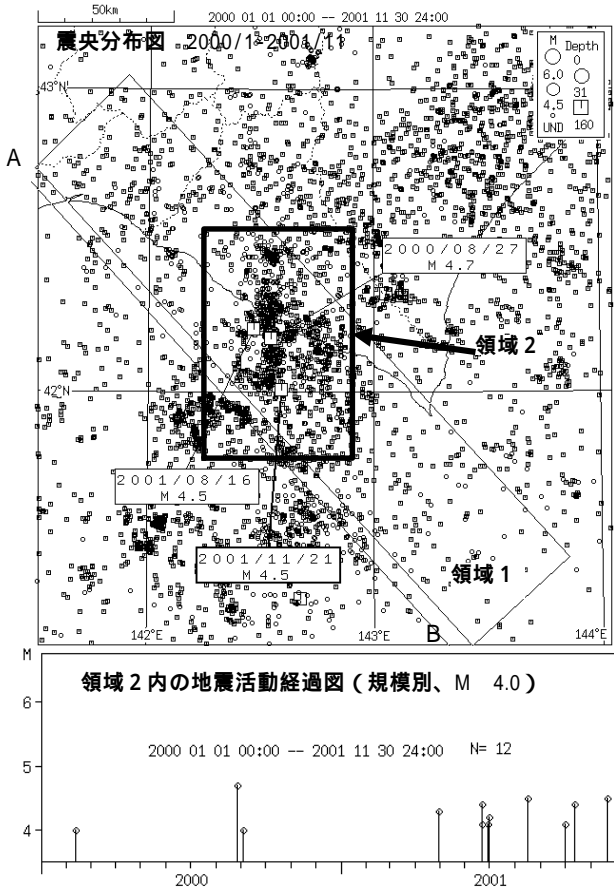 50km
2000 01 01 00:00 -- 2001 11 30 24:00
震央分布図 2000/1-2001/11
M Depth
0
6.0
31
4.5
UND 160
43°N
A
2000/08/27
M 4.7
領域 2
42°N
2001/08/16
M 4.5
2001/11/21
M 4.5
領域 1
B
142°E
143°E
144°E
M
領域 2 内の地震活動経過図 ( 規模別、M 4.0 )
2000 01 01 00:00 -- 2001 11 30 24:00 N= 12
6
5
4
2000
2001